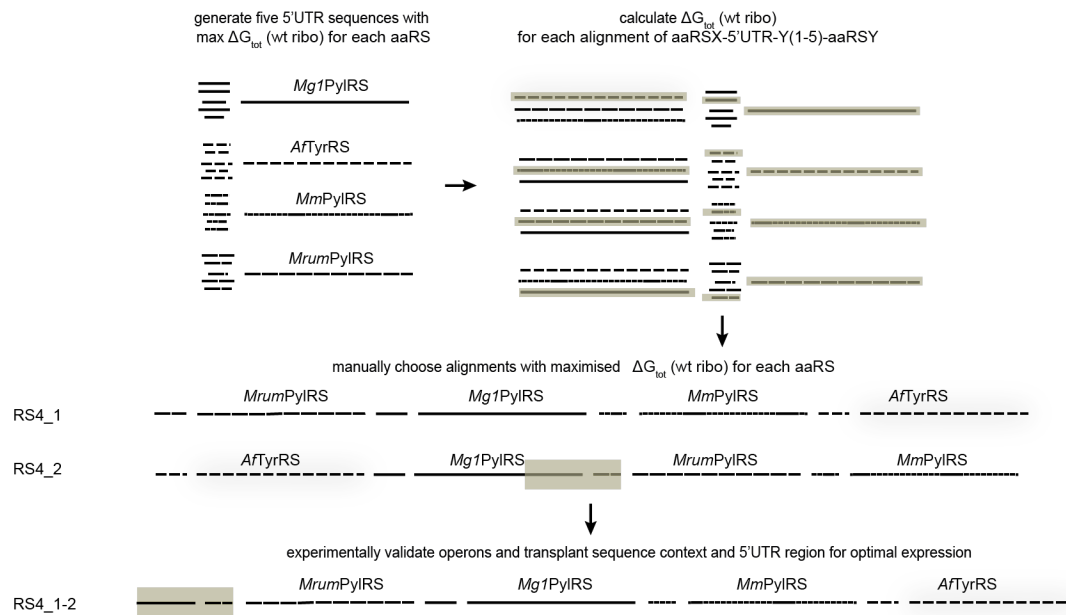 generate five 5'UTR sequences with
max ΔGtot (wt ribo) for each aaRS
calculate ΔGtot (wt ribo)
for each alignment of aaRSX-5'UTR-Y(1-5)-aaRSY
Mg1PylRS
AfTyrRS
MmPylRS
MrumPylRS
manually choose alignments with maximised ΔGtot (wt ribo) for each aaRS
RS4_1 MrumPylRS Mg1PylRS MmPylRS AfTyrRS
RS4_2 AfTyrRS Mg1PylRS MrumPylRS MmPylRS
experimentally validate operons and transplant sequence context and 5'UTR region for optimal expression
RS4_1-2 MrumPylRS Mg1PylRS MmPylRS AfTyrRS